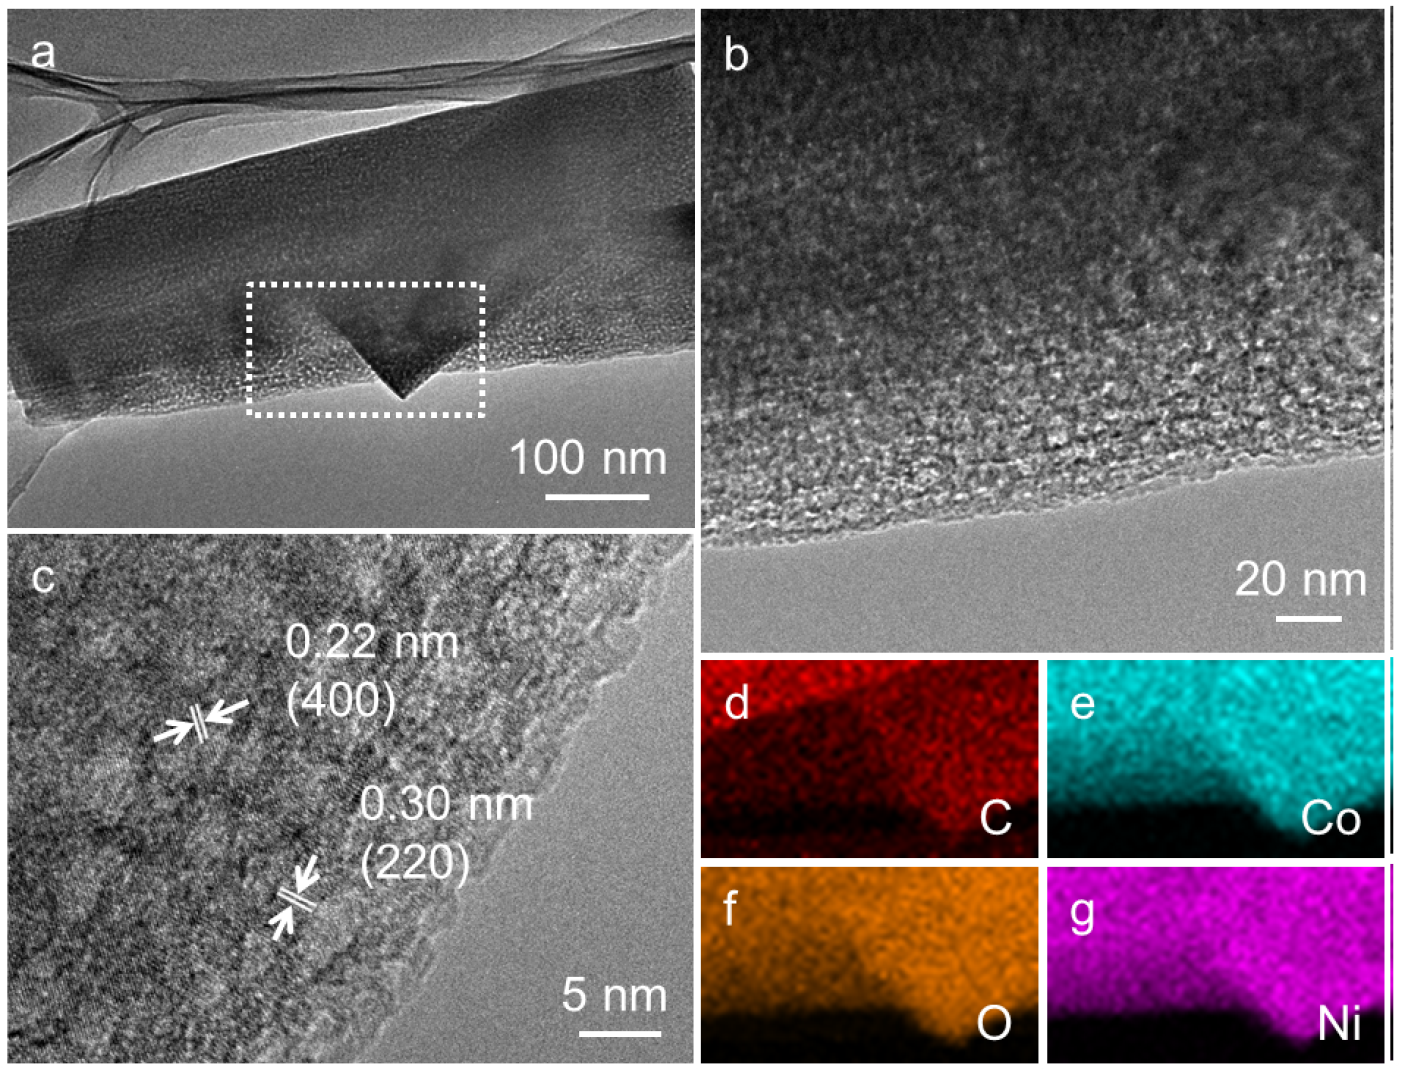 a
100 nm
b
20 nm
c
0.22 nm
(400)
0.30 nm
(220)
5 nm
d
C
e
Co
f
O
g
Ni